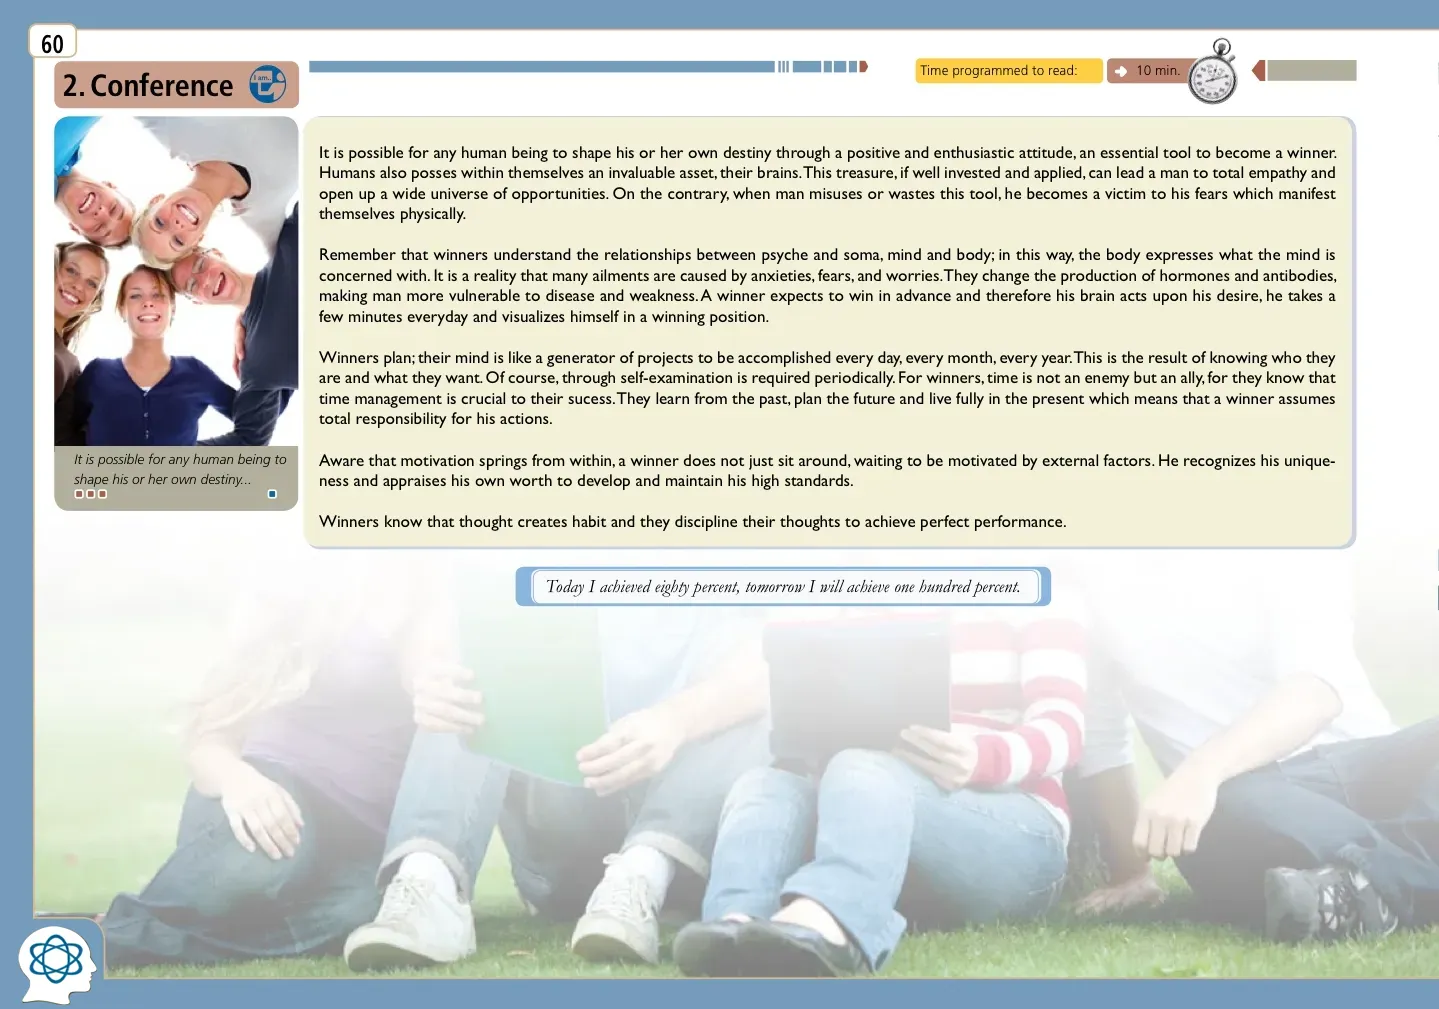 60
2. Conference
I am...
Time programmed to read:
10 min.
It is possible for any human being to shape his or her own destiny through a positive and enthusiastic attitude, an essential tool to become a winner.
Humans also posses within themselves an invaluable asset, their brains. This treasure, if well invested and applied, can lead a man to total empathy and
open up a wide universe of opportunities. On the contrary, when man misuses or wastes this tool, he becomes a victim to his fears which manifest
themselves physically.
Remember that winners understand the relationships between psyche and soma, mind and body; in this way, the body expresses what the mind is
concerned with. It is a reality that many ailments are caused by anxieties, fears, and worries. They change the production of hormones and antibodies,
making man more vulnerable to disease and weakness. A winner expects to win in advance and therefore his brain acts upon his desire, he takes a
few minutes everyday and visualizes himself in a winning position.
Winners plan; their mind is like a generator of projects to be accomplished every day, every month, every year. This is the result of knowing who they
are and what they want. Of course, through self-examination is required periodically. For winners, time is not an enemy but an ally, for they know that
time management is crucial to their sucess. They learn from the past, plan the future and live fully in the present which means that a winner assumes
total responsibility for his actions.
Aware that motivation springs from within, a winner does not just sit around, waiting to be motivated by external factors. He recognizes his unique-
ness and appraises his own worth to develop and maintain his high standards.
Winners know that thought creates habit and they discipline their thoughts to achieve perfect performance.
It is possible for any human being to
shape his or her own destiny...
Today I achieved eighty percent, tomorrow I will achieve one hundred percent.